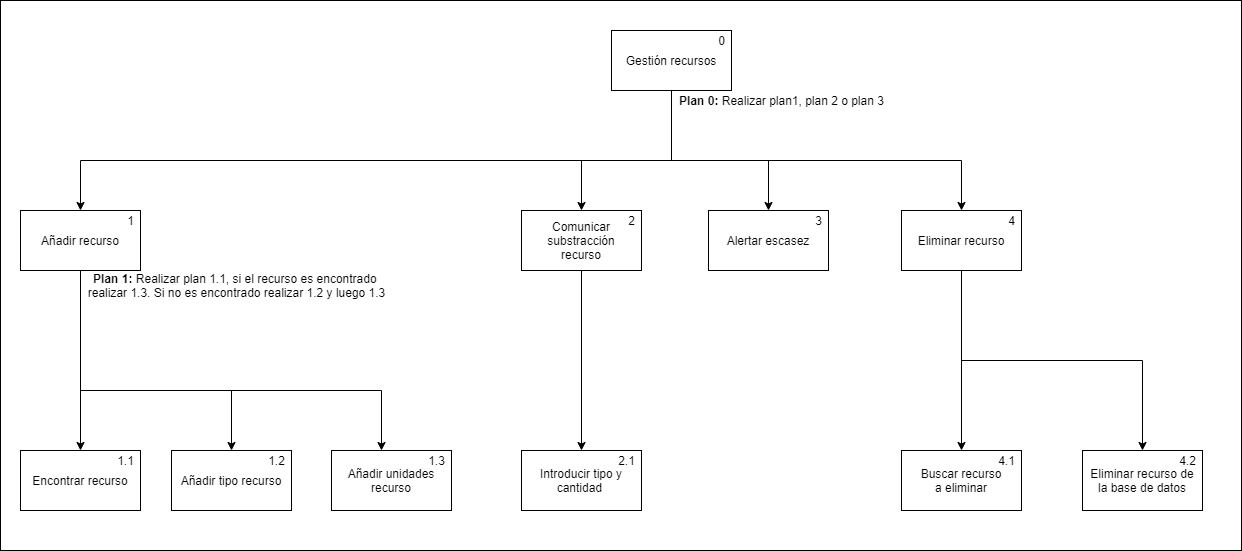 0
Gestión recursos
Plan 0: Realizar plan1, plan 2 o plan 3
1
Añadir recurso
2
Comunicar
substracción
recurso
3
Alertar escasez
4
Eliminar recurso
Plan 1: Realizar plan 1.1, si el recurso es encontrado
realizar 1.3. Si no es encontrado realizar 1.2 y luego 1.3
1.1
Encontrar recurso
1.2
Añadir tipo recurso
1.3
Añadir unidades
recurso
2.1
Introducir tipo y
cantidad
4.1
Buscar recurso
a eliminar
4.2
Eliminar recurso de
la base de datos